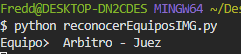 Fredd@DESKTOP-DN2CDES MINGW64 ~/Des
$ python reconocerEquiposIMG.py
Equipo>  Arbitro - Juez